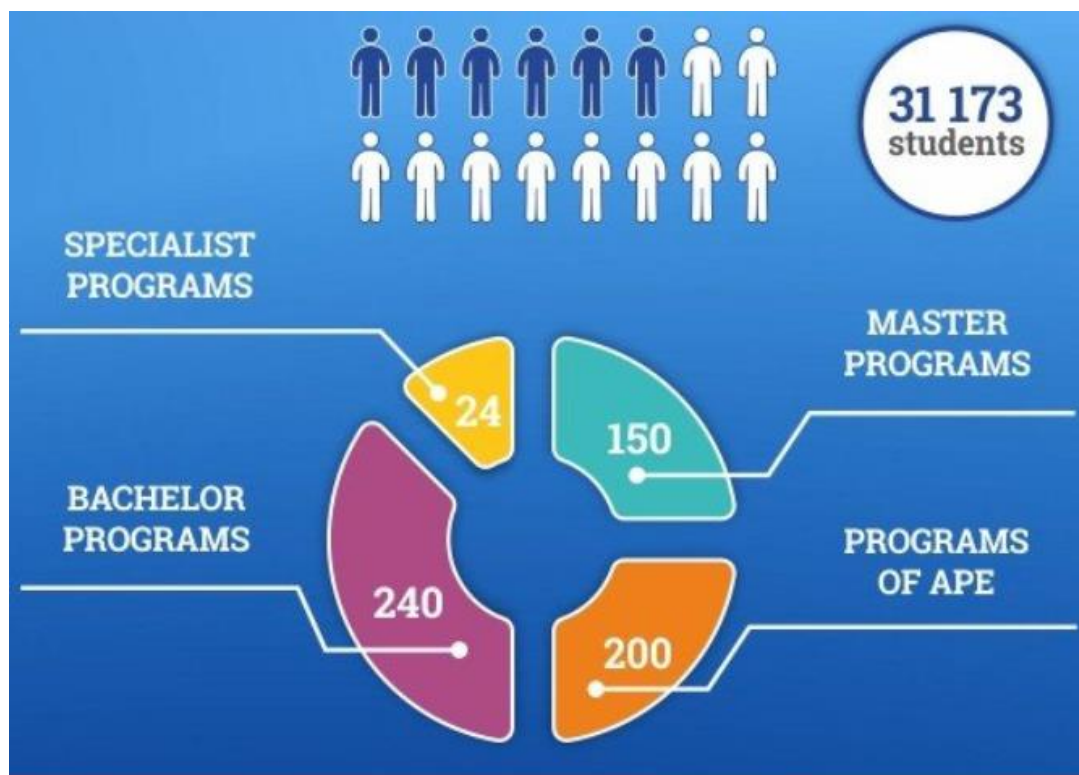 31 173
students
SPECIALIST
PROGRAMS
24
MASTER
PROGRAMS
150
BACHELOR
PROGRAMS
240
PROGRAMS
OF APE
200